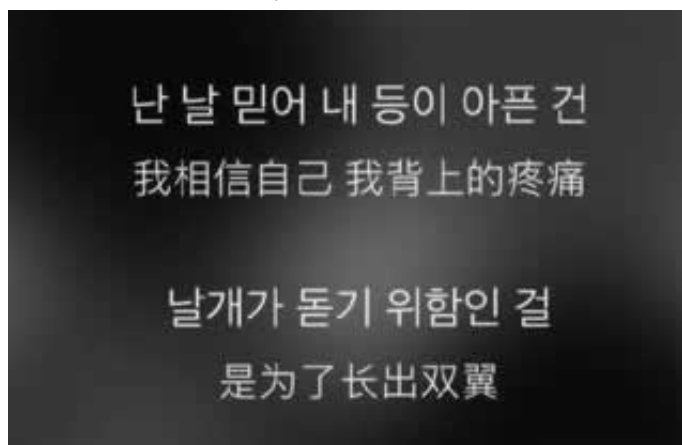 난 날 믿어 내 등이 아픈 건
我相信自己 我背上的疼痛
날개가 돋기 위함인 걸
是为了长出双翼